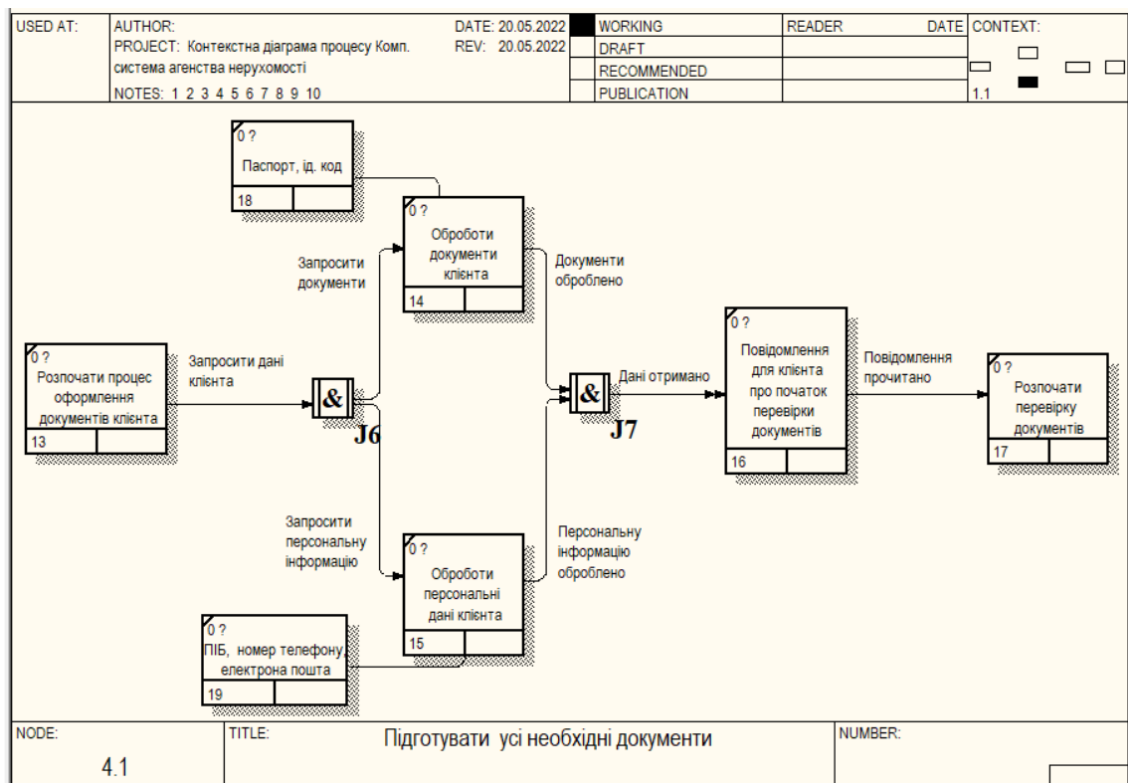 USED AT:
AUTHOR:
DATE: 20.05.2022
PROJECT: Контекстна діаграма процесу Комп.
REV: 20.05.2022
система агенства нерухомості
NOTES: 1 2 3 4 5 6 7 8 9 10
WORKING
DRAFT
RECOMMENDED
PUBLICATION
READER
DATE
CONTEXT:
1.1
0 ?
Паспорт, ід. код
18
0 ?
Оброботи
документи
клієнта
14
Запросити
документи
Документи
оброблено
0 ?
Розпочати процес
оформлення
документів клієнта
13
Запросити дані
клієнта
&
J6
&
J7
Дані отримано
0 ?
Повідомлення
для клієнта
про початок
перевірки
документів
16
Повідомлення
прочитано
0 ?
Розпочати
перевірку
документів
17
Запросити
персональну
інформацію
0 ?
Оброботи
персональні
дані клієнта
15
Персональну
інформацію
оброблено
0 ?
ПІБ, номер телефону,
електрона пошта
19
NODE:
4.1
TITLE:
Підготувати усі необхідні документи
NUMBER: